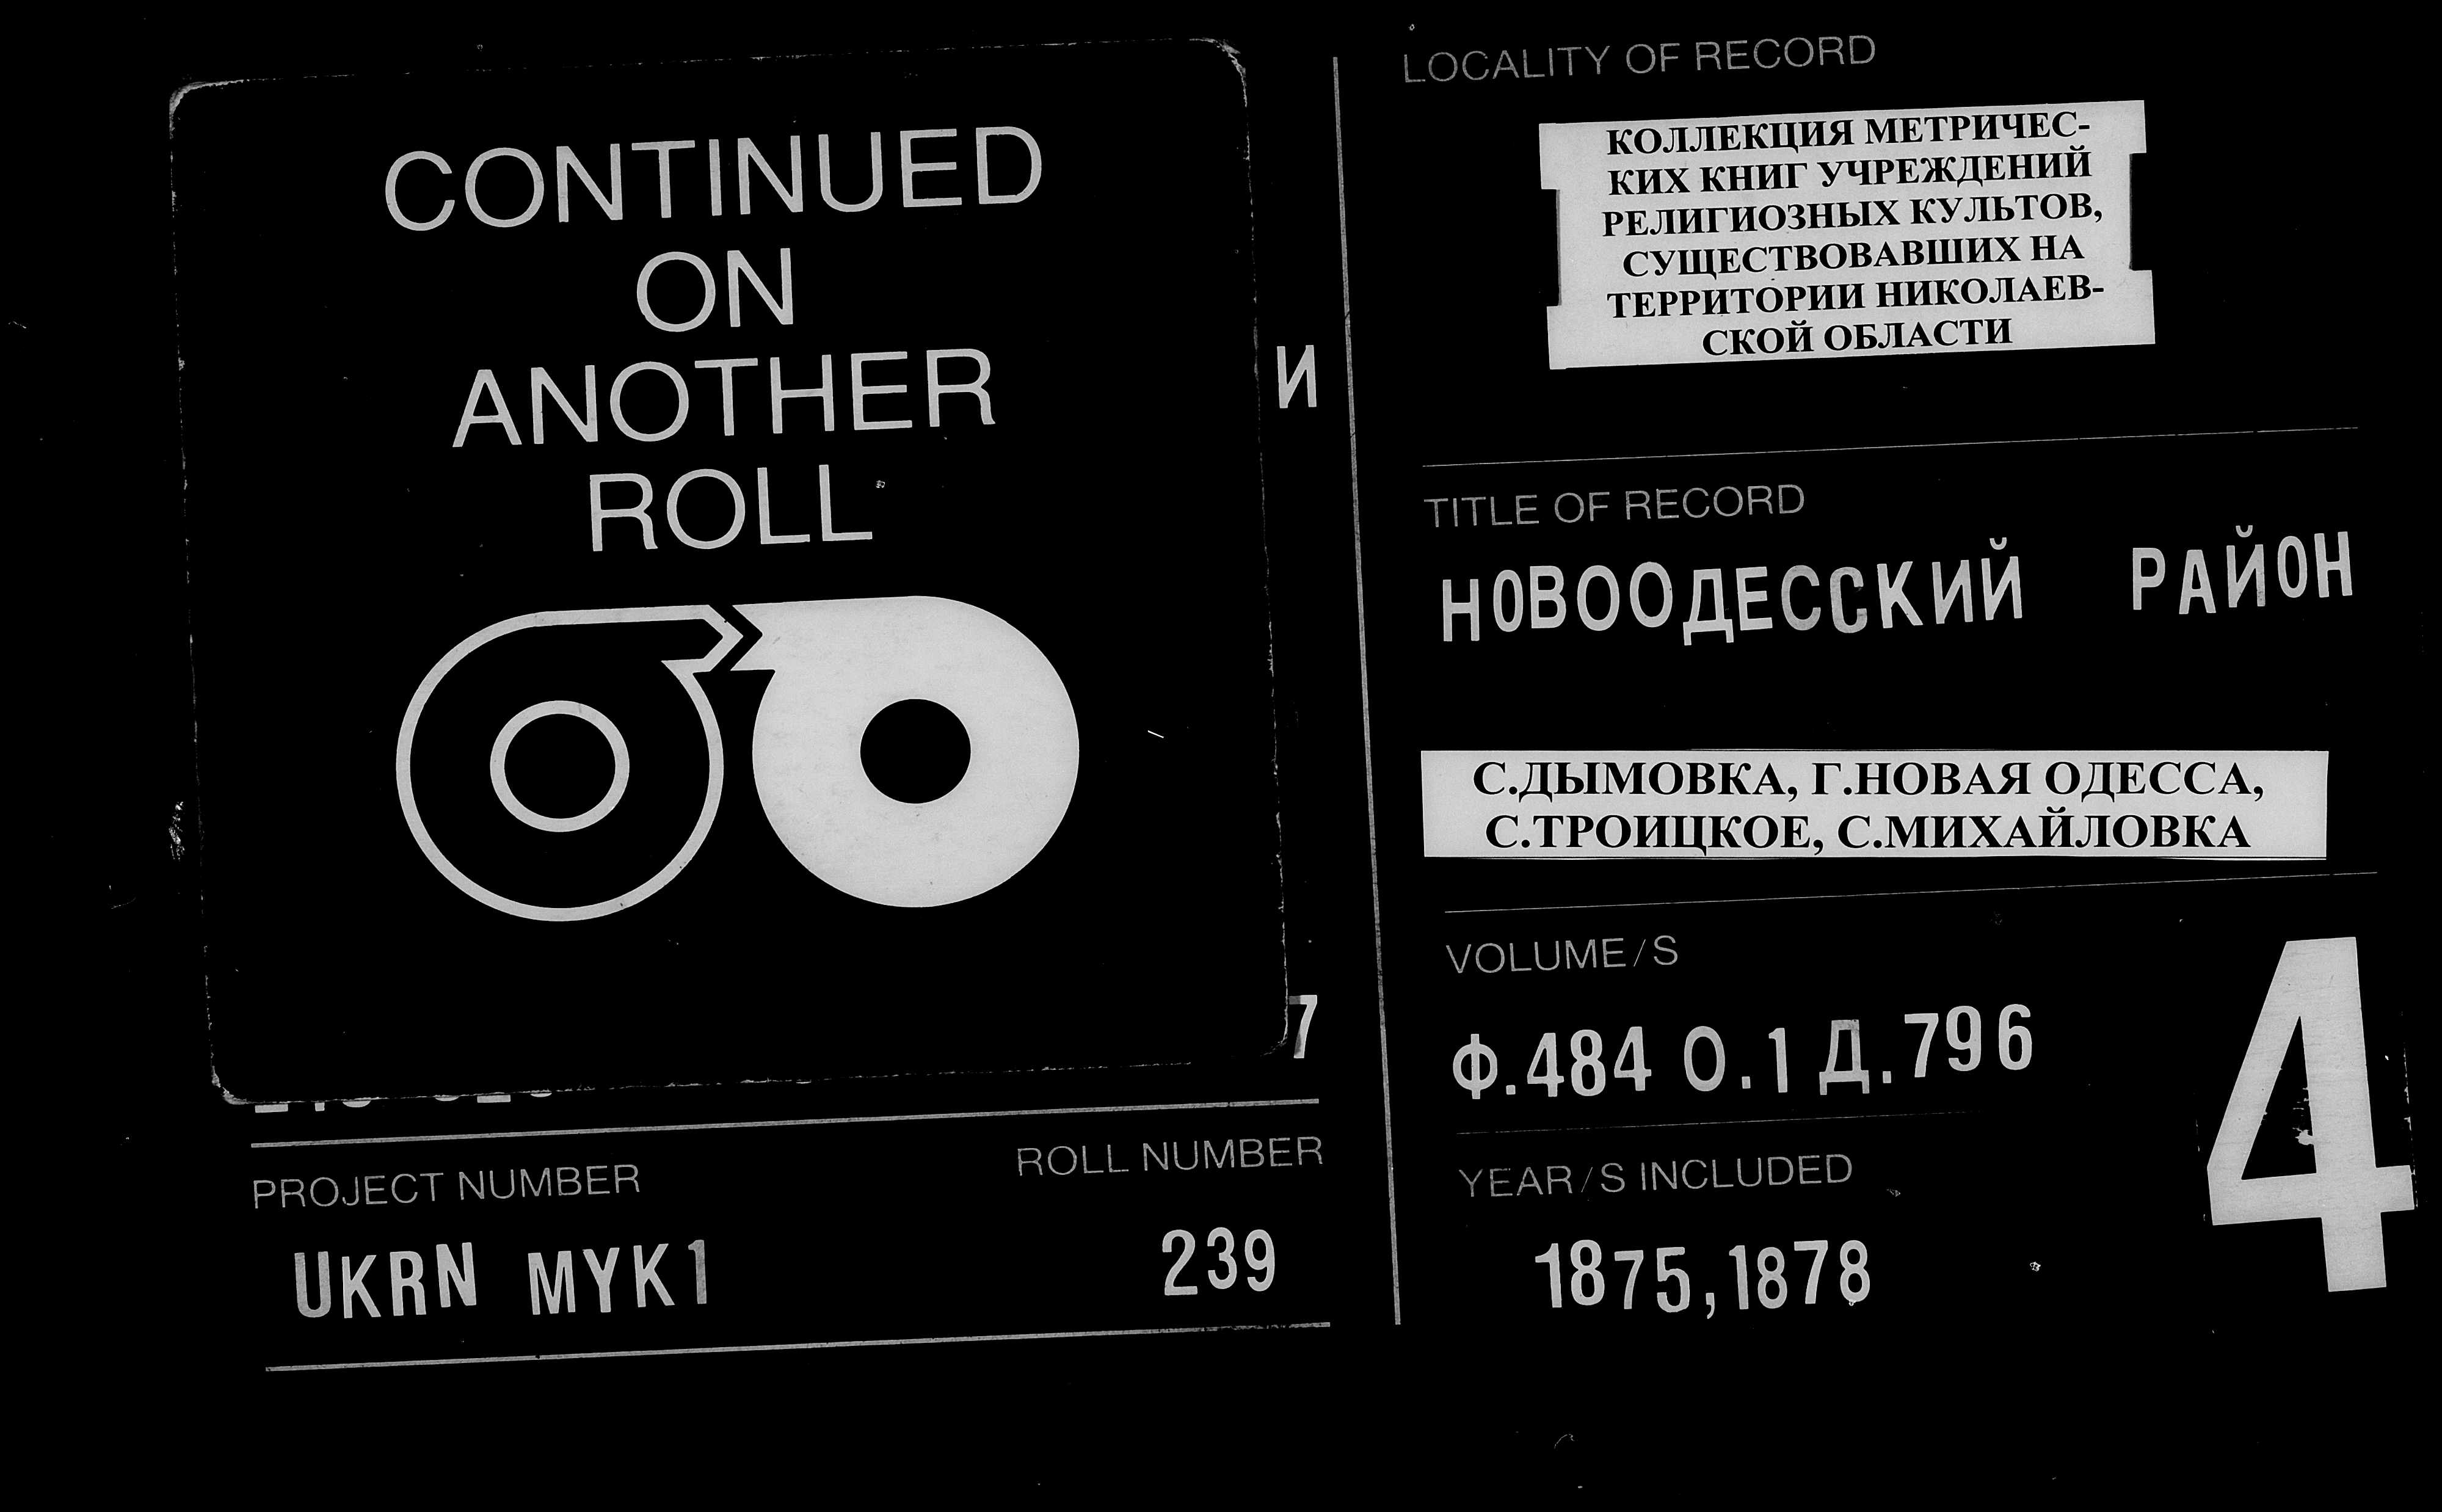 CONTINUED
ON
ANOTHER
ROLL
И
7
PROJECT NUMBER
ROLL NUMBER
UKRN MYK1
239
LOCALITY OF RECORD
КОЛЛЕКЦИЯ МЕТРИЧЕС-
КИХ КНИГ УЧРЕЖДЕНИЙ
РЕЛИГИОЗНЫХ КУЛЬТОВ,
СУЩЕСТВОВАВШИХ НА
ТЕРРИТОРИИ НИКОЛАЕВ-
СКОЙ ОБЛАСТИ
TITLE OF RECORD
НОВООДЕССКИЙ РАЙОН
С.ДЫМОВКА, Г.НОВАЯ ОДЕССА,
С.ТРОИЦКОЕ, С.МИХАЙЛОВКА
VOLUME/S
Ф.484 О.1 Д.796
YEAR/S INCLUDED
1875,1878
4